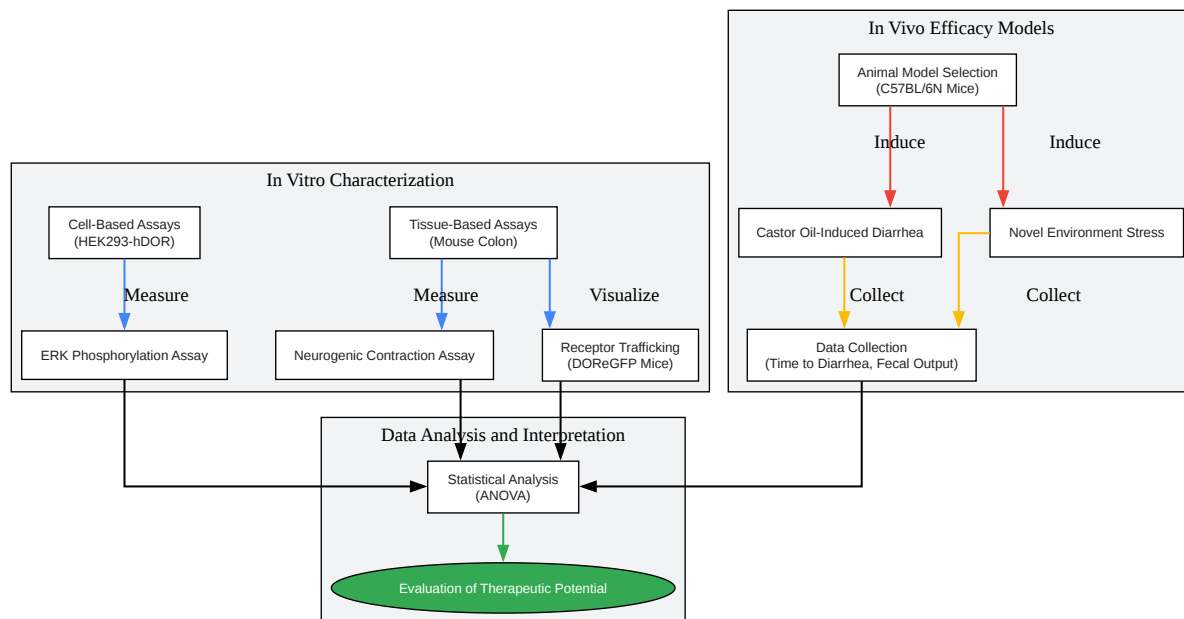 In Vivo Efficacy Models
Animal Model Selection
(C57BL/6N Mice)
Induce
Induce
In Vitro Characterization
Cell-Based Assays
(HEK293-hDOR)
Tissue-Based Assays
(Mouse Colon)
Castor Oil-Induced Diarrhea
Novel Environment Stress
Measure
Measure
Visualize
Collect
Collect
ERK Phosphorylation Assay
Neurogenic Contraction Assay
Receptor Trafficking
(DOReGFP Mice)
Data Collection
(Time to Diarrhea, Fecal Output)
Data Analysis and Interpretation
Statistical Analysis
(ANOVA)
Evaluation of Therapeutic Potential